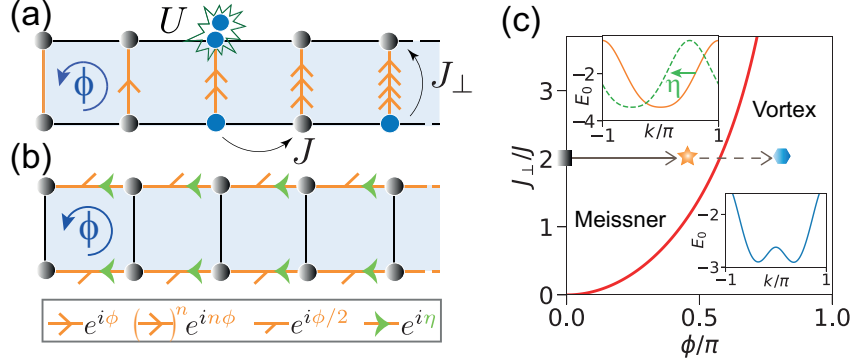 (a)
U
ϕ
J⊥
J
(b)
ϕ
e^{iϕ} ( )^n e^{inϕ} e^{iϕ/2} e^{iη}
(c)
J⊥/J
3
2
1
0
0.0 0.5 1.0
ϕ/π
Vortex
Meissner
E₀
−2
−4
−1 k/π 1
η
E₀
−2
−3
−1 k/π 1